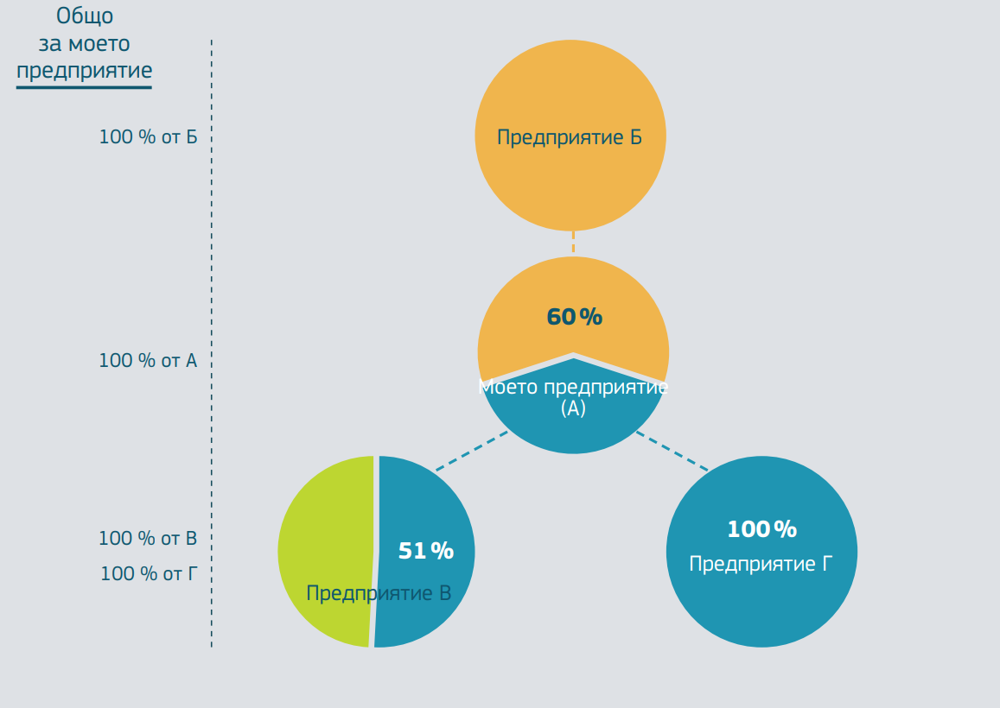 Общо
за моето
предприятие
100 % от Б
Предприятие Б
60 %
100 % от А
Моето предприятие
(А)
100 % от В
100 % от Г
51 %
Предприятие В
100 %
Предприятие Г